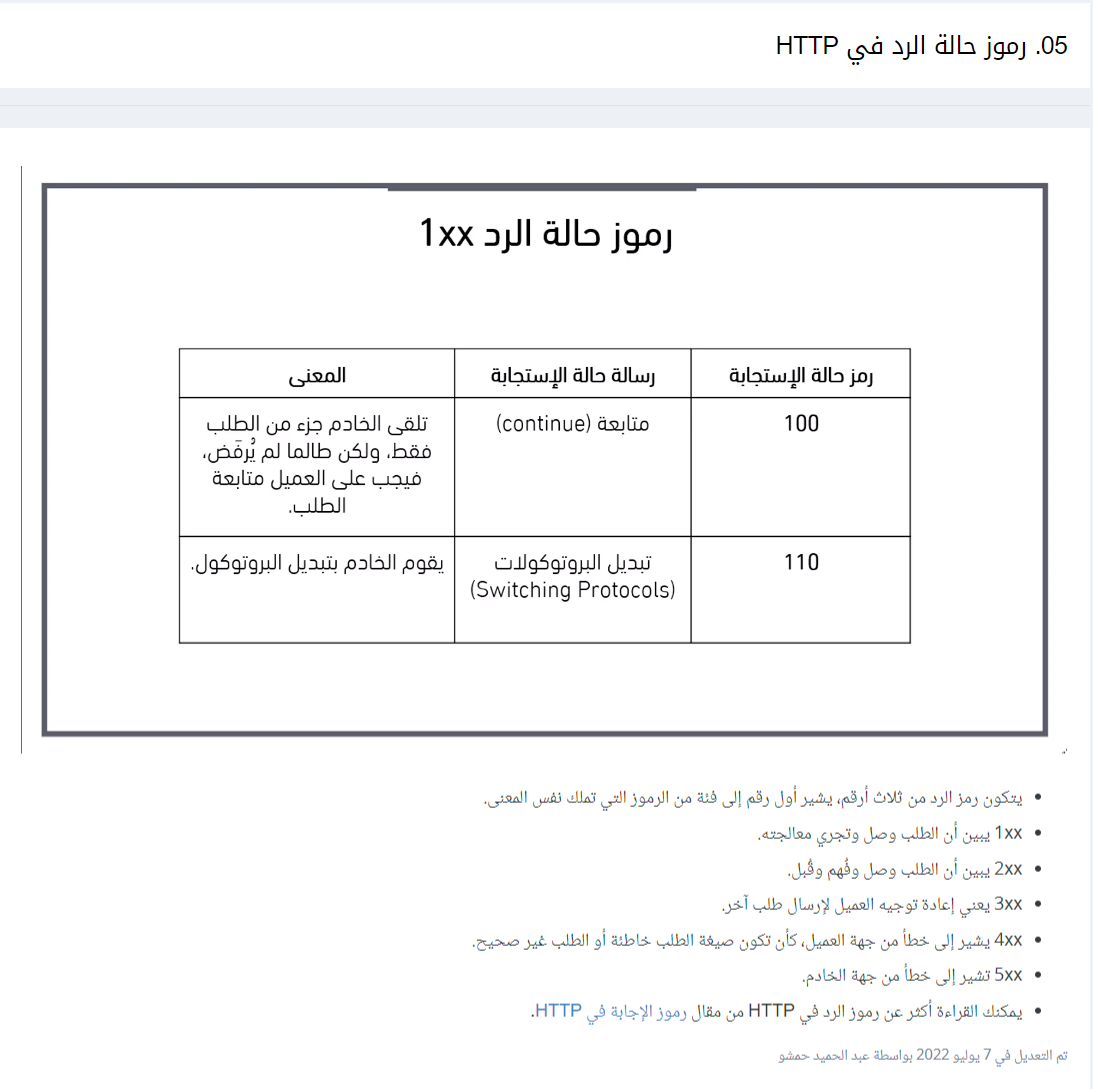 05. رموز حالة الرد في HTTP
رموز حالة الرد 1xx
رمز حالة الإستجابة
رسالة حالة الإستجابة
المعنى
100
متابعة (continue)
تلقى الخادم جزء من الطلب
فقط، ولكن طالما لم يُرفَض،
فيجب على العميل متابعة
الطلب.
110
تبديل البروتوكولات
(Switching Protocols)
يقوم الخادم بتبديل البروتوكول.
يتكون رمز الرد من ثلاث أرقم، يشير أول رقم إلى فئة من الرموز التي تملك نفس المعنى.
1xx يبين أن الطلب وصل وتجري معالجته.
2xx يبين أن الطلب وصل وفُهم وقُبل.
3xx يعني إعادة توجيه العميل لإرسال طلب آخر.
4xx يشير إلى خطأ من جهة العميل، كأن تكون صيغة الطلب خاطئة أو الطلب غير صحيح.
5xx تشير إلى خطأ من جهة الخادم.
يمكنك القراءة أكثر عن رموز الرد في HTTP من مقال رموز الإجابة في HTTP.
تم التعديل في 7 يوليو 2022 بواسطة عبد الحميد حمشو